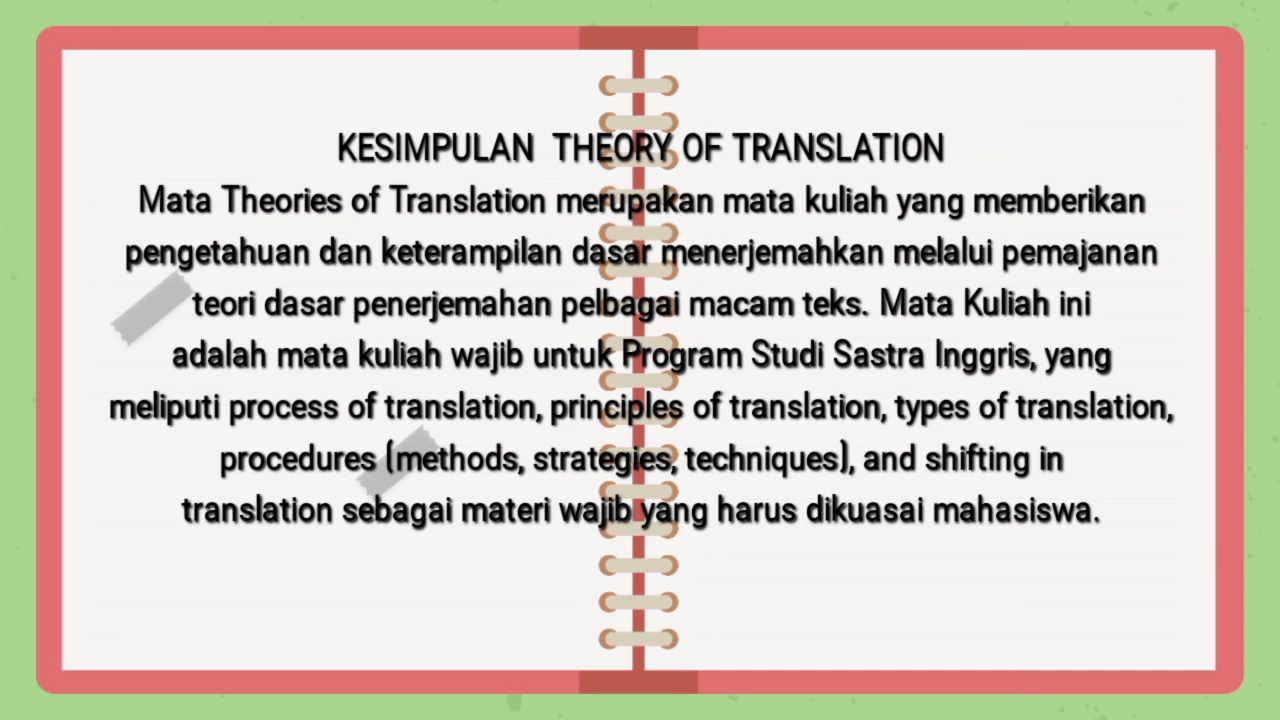 KESIMPULAN THEORY OF TRANSLATION
Mata Theories of Translation merupakan mata kuliah yang memberikan
pengetahuan dan keterampilan dasar menerjemahkan melalui pemajanan
teori dasar penerjemahan pelbagai macam teks. Mata Kuliah ini
adalah mata kuliah wajib untuk Program Studi Sastra Inggris, yang
meliputi process of translation, principles of translation, types of translation,
procedures (methods, strategies, techniques), and shifting in
translation sebagai materi wajib yang harus dikuasai mahasiswa.